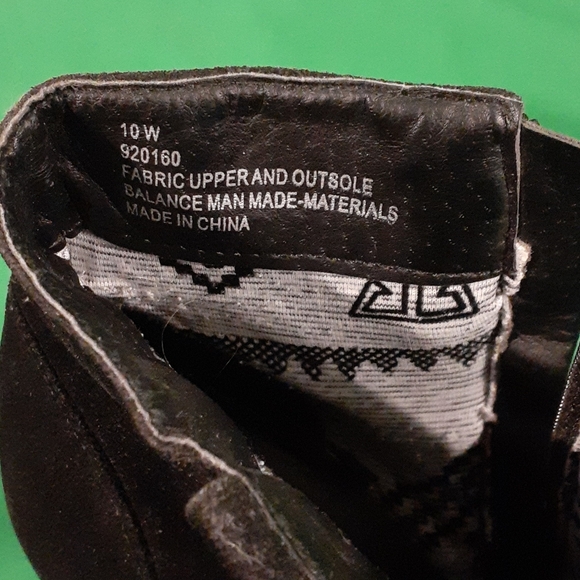 10 W
920160
FABRIC UPPER AND OUTSOLE
BALANCE MAN MADE-MATERIALS
MADE IN CHINA